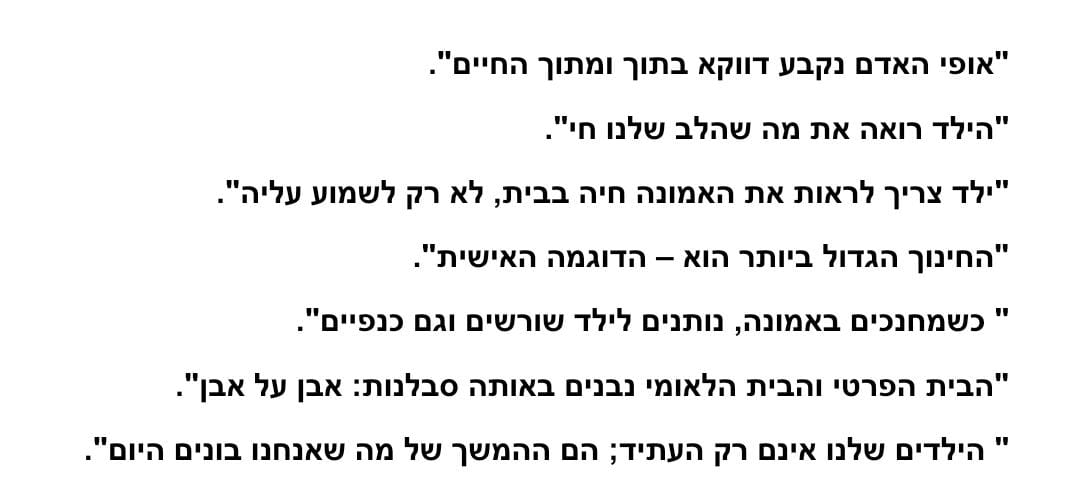 "אופי האדם נקבע דווקא בתוך ומתוך החיים".
"הילד רואה את מה שהלב שלנו חי".
"ילד צריך לראות את האמונה חיה בבית, לא רק לשמוע עליה".
"החינוך הגדול ביותר הוא – הדוגמה האישית".
" כשמחנכים באמונה, נותנים לילד שורשים וגם כנפיים".
"הבית הפרטי והבית הלאומי נבנים באותה סבלנות: אבן על אבן".
" הילדים שלנו אינם רק העתיד; הם ההמשך של מה שאנחנו בונים היום".